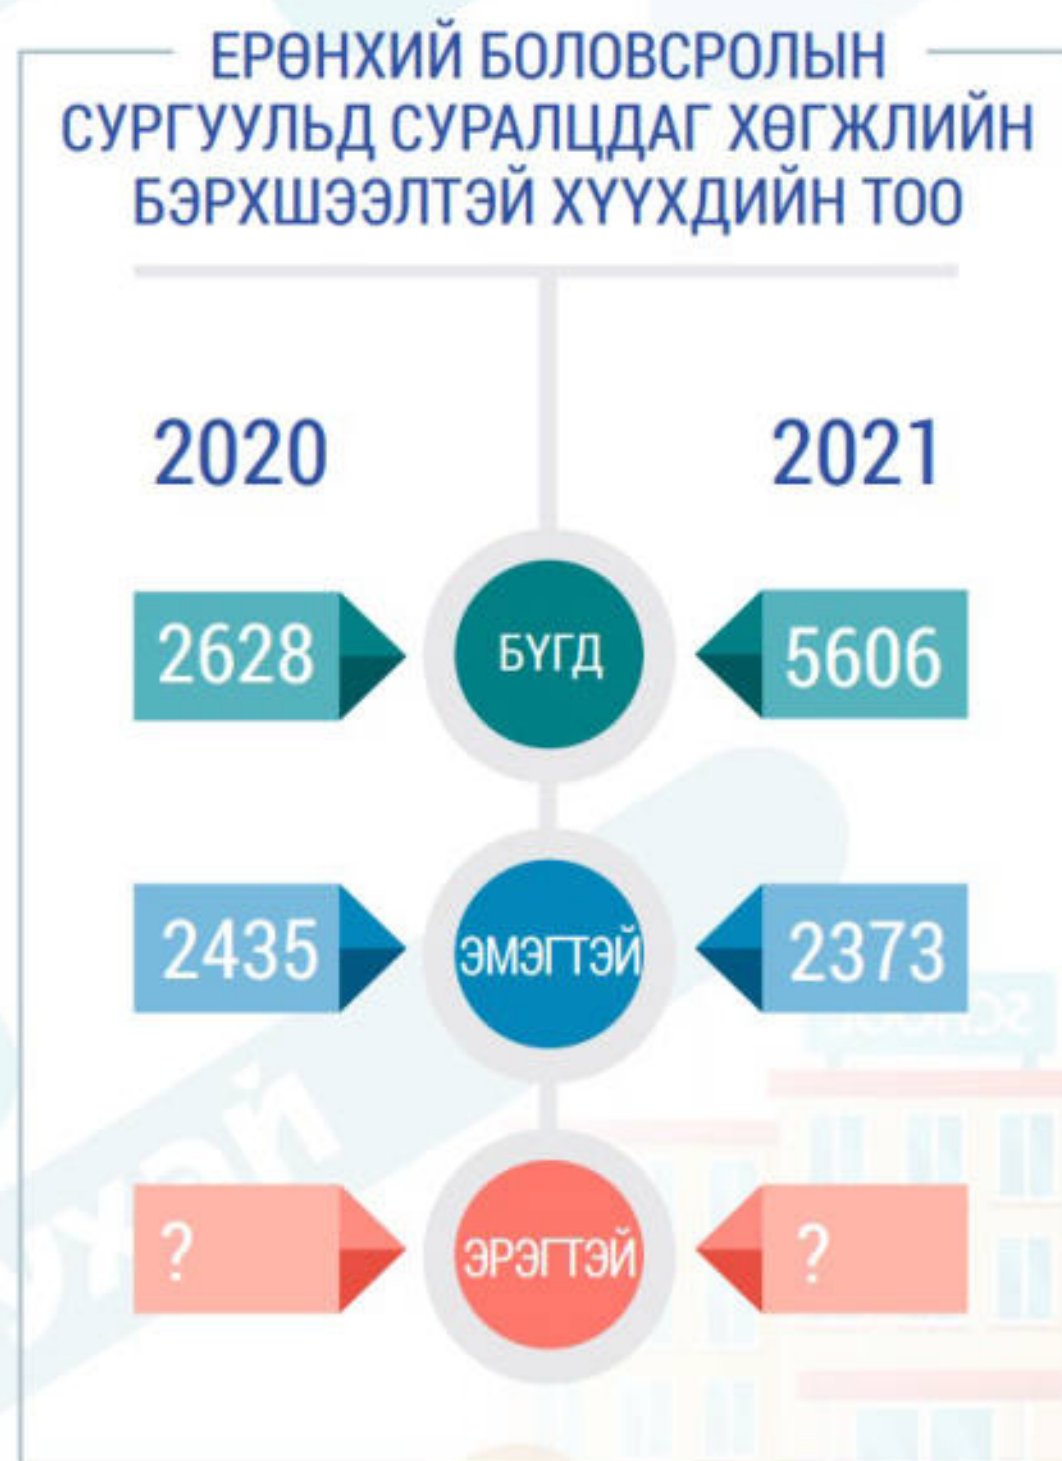 ЕРӨНХИЙ БОЛОВСРОЛЫН
СУРГУУЛЬД СУРАЛЦДАГ ХӨГЖЛИЙН
БЭРХШЭЭЛТЭЙ ХҮҮХДИЙН ТОО
2020 2021
2628 БҮГД 5606
2435 ЭМЭГТЭЙ 2373
? ЭРЭГТЭЙ ?